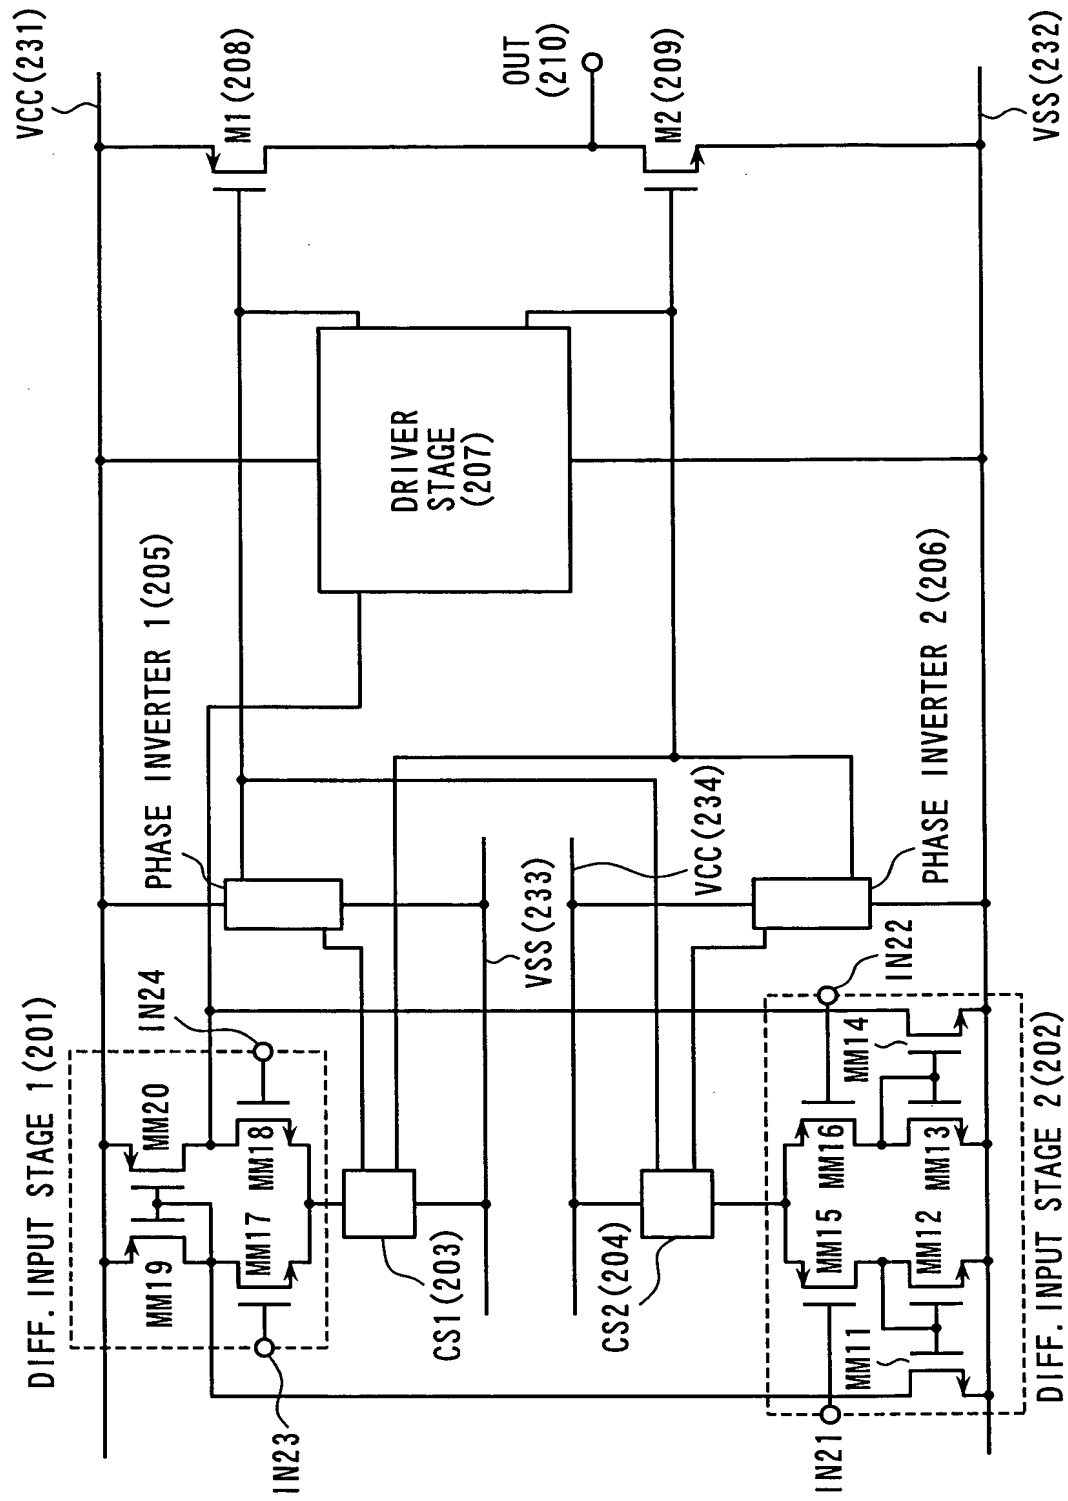 DIFF. INPUT STAGE 1(201)
PHASE INVERTER 1(205)
VCC(231)
IN23
MM19
MM20
MM17
MM18
IN24
M1(208)
CS1(203)
VSS(233)
DRIVER
STAGE
(207)
OUT
(210)
CS2(204)
VCC(234)
M2(209)
IN21
MM11
MM15
MM12
MM16
MM13
MM14
IN22
PHASE INVERTER 2(206)
DIFF. INPUT STAGE 2(202)
VSS(232)